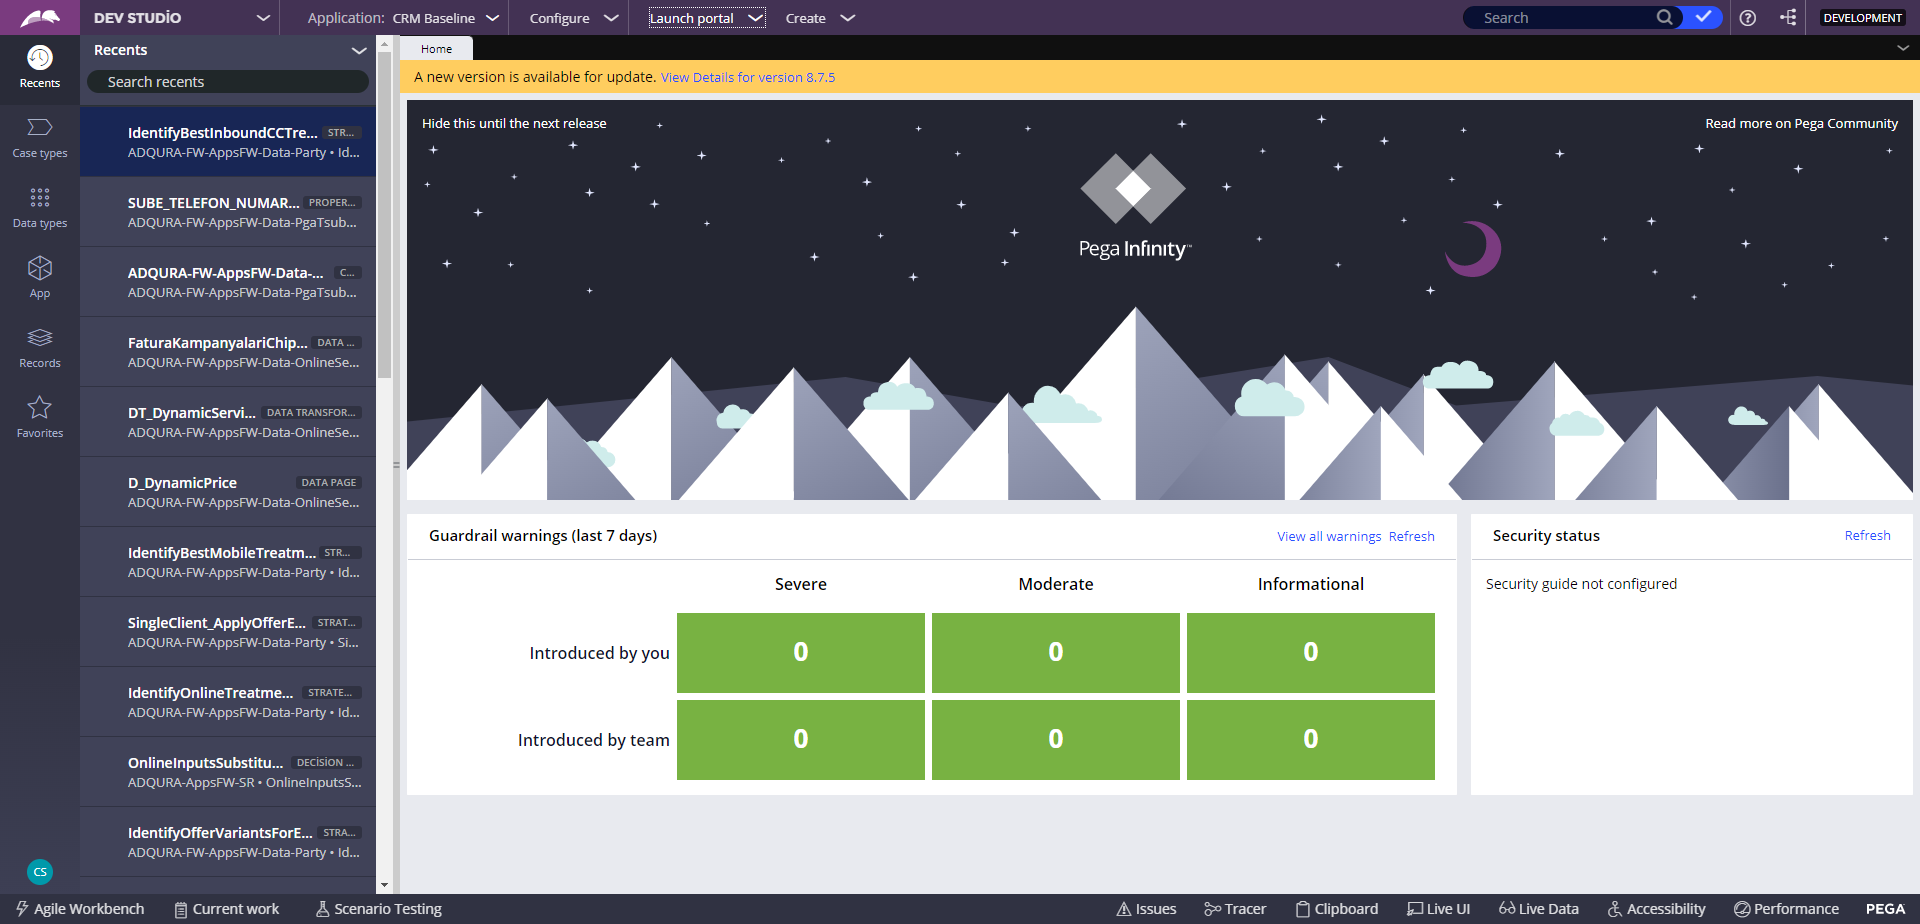 DEV STUDİO
Application: CRM Baseline
Configure
Launch portal
Create
Search
DEVELOPMENT
Recents
Case types
Data types
App
Records
Favorites
CS
Recents
Search recents
IdentifyBestInboundCCTre... STR...
ADQURA-FW-AppsFW-Data-Party • Id...
SUBE_TELEFON_NUMAR... PROPER...
ADQURA-FW-AppsFW-Data-PgaTsub...
ADQURA-FW-AppsFW-Data-... C...
ADQURA-FW-AppsFW-Data-PgaTsub...
FaturaKampanyalariChip... DATA ...
ADQURA-FW-AppsFW-Data-OnlineSe...
DT_DynamicServi... DATA TRANSFOR...
ADQURA-FW-AppsFW-Data-OnlineSe...
D_DynamicPrice DATA PAGE
ADQURA-FW-AppsFW-Data-OnlineSe...
IdentifyBestMobileTreatm... STR...
ADQURA-FW-AppsFW-Data-Party • Id...
SingleClient_ApplyOfferE... STRAT...
ADQURA-FW-AppsFW-Data-Party • Si...
IdentifyOnlineTreatme... STRATE...
ADQURA-FW-AppsFW-Data-Party • Id...
OnlineInputsSubstitu... DECİSİON ...
ADQURA-AppsFW-SR • OnlineInputsS...
IdentifyOfferVariantsForE... STRA...
ADQURA-FW-AppsFW-Data-Party • Id...
Home
A new version is available for update. View Details for version 8.7.5
Hide this until the next release
Read more on Pega Community
Pega Infinity™
Guardrail warnings (last 7 days)
View all warnings Refresh
Severe Moderate Informational
Introduced by you 0 0 0
Introduced by team 0 0 0
Security status
Refresh
Security guide not configured
Agile Workbench
Current work
Scenario Testing
Issues
Tracer
Clipboard
Live UI
Live Data
Accessibility
Performance
PEGA